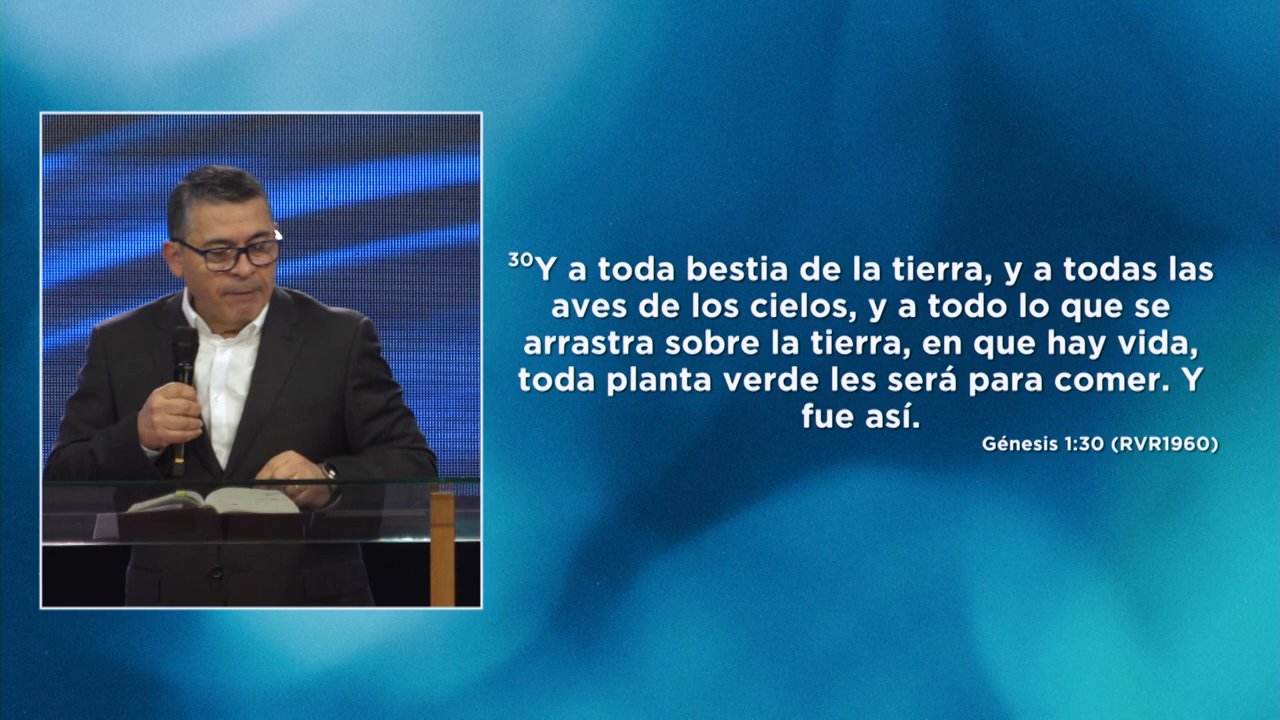 ³⁰Y a toda bestia de la tierra, y a todas las
aves de los cielos, y a todo lo que se
arrastra sobre la tierra, en que hay vida,
toda planta verde les será para comer. Y
fue así.
Génesis 1:30 (RVR1960)